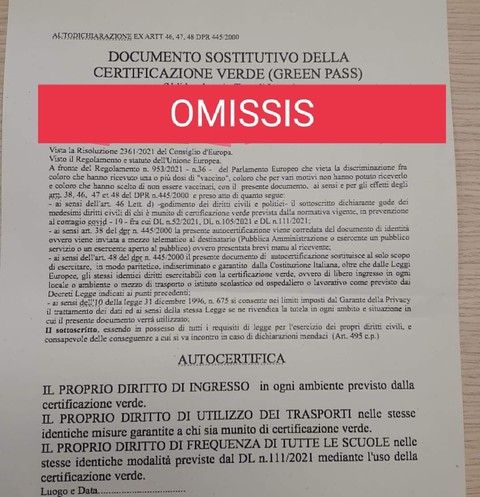 AUTODICHIARAZIONE EX ARTT 46, 47, 48 DPR 445/2000
DOCUMENTO SOSTITUTIVO DELLA
CERTIFICAZIONE VERDE (GREEN PASS)
OMISSIS
Vista la Risoluzione 2361/2021 del Consiglio d'Europa.
Visto il Regolamento e statuto dell'Unione Europea.
A fronte del Regolamento n. 953/2021 - n.36 - del Parlamento Europeo che vieta la discriminazione fra
coloro che hanno ricevuto una o più dosi di "vaccino", coloro che per vari motivi non hanno potuto riceverlo
e coloro che hanno scelto di non essere vaccinati, con il presente documento, ai sensi e per gli effetti degli
artt. 38, 46, 47 et 48 del DPR n.445/2000 e preso atto di quanto segue:
- ai sensi dell'art. 46 Lett. d) -godimento dei diritti civili e politici- il sottoscritto dichiarante gode dei
medesimi diritti civili di chi è munito di certificazione verde prevista dalla normativa vigente, in prevenzione
al contagio sovjd - 19 - fra cui DL n.52/2021, DL n.105/2021 e DL n.111/2021;
- ai sensi dell'art. 38 del dpr n. 445/2000 la presente autocertificazione viene corredata del documento di identità
ovvero viene inviata a mezzo telematico al destinatario (Pubblica Amministrazione o esercente un pubblico
servizio o un esercente aperto al pubblico) ovvero presentata brevi manu al ricevente;
- ai sensi dell'art. 48 del dpr n. 445/2000 il presente documento di autocertificazione sostituisce al solo scopo
di esercitare, in modo paritetico, indiscriminato e garantito dalla Costituzione Italiana, oltre che dalle Leggi
Europee, gli stessi identici diritti esercitabili con la certificazione verde, ovvero di libero ingresso in ogni
locale o ambiente o mezzo di trasporto o istituto scolastico od ospedaliero o lavorativo come previsto dai
Decreti Legge indicati ai punti precedenti;
- ai sensi dell'10 della legge 31 dicembre 1996, n. 675 si consente nei limiti imposti dal Garante della Privacy
il trattamento dei dati ed ai sensi della stessa Legge se ne rivendica la tutela in ogni ambito e situazione in
cui il presente documento verrà utilizzato;
Il sottoscritto, essendo in possesso di tutti i requisiti di legge per l'esercizio dei propri diritti civili, e
consapevole delle conseguenze a cui si va incontro in caso di dichiarazioni mendaci (Art. 495 c.p.)
AUTOCERTIFICA
IL PROPRIO DIRITTO DI INGRESSO in ogni ambiente previsto dalla
certificazione verde.
IL PROPRIO DIRITTO DI UTILIZZO DEI TRASPORTI nelle stesse
identiche misure garantite a chi sia munito di certificazione verde.
IL PROPRIO DIRITTO DI FREQUENZA DI TUTTE LE SCUOLE nelle
stesse identiche modalità previste dal DL n.111/2021 mediante l'uso della
certificazione verde.
Luogo e Data